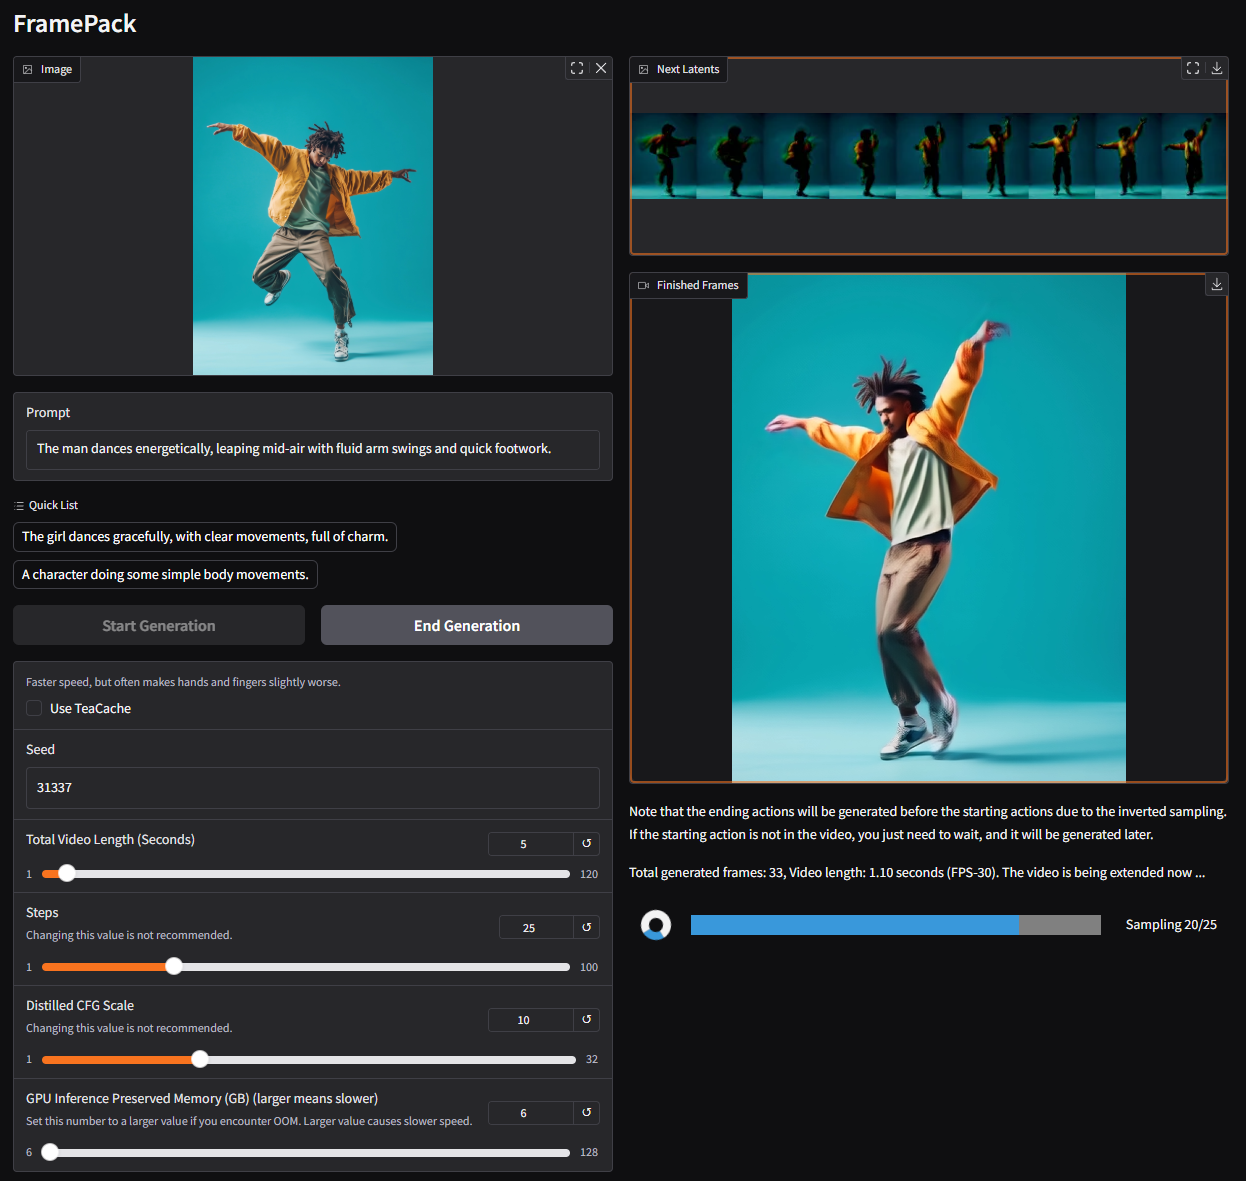 FramePack
Image
Prompt
The man dances energetically, leaping mid-air with fluid arm swings and quick footwork.
Quick List
The girl dances gracefully, with clear movements, full of charm.
A character doing some simple body movements.
Start Generation
End Generation
Faster speed, but often makes hands and fingers slightly worse.
Use TeaCache
Seed
31337
Total Video Length (Seconds)
5
1
120
Steps
Changing this value is not recommended.
25
1
100
Distilled CFG Scale
Changing this value is not recommended.
10
1
32
GPU Inference Preserved Memory (GB) (larger means slower)
Set this number to a larger value if you encounter OOM. Larger value causes slower speed.
6
6
128
Next Latents
Finished Frames
Note that the ending actions will be generated before the starting actions due to the inverted sampling.
If the starting action is not in the video, you just need to wait, and it will be generated later.
Total generated frames: 33, Video length: 1.10 seconds (FPS-30). The video is being extended now ...
Sampling 20/25